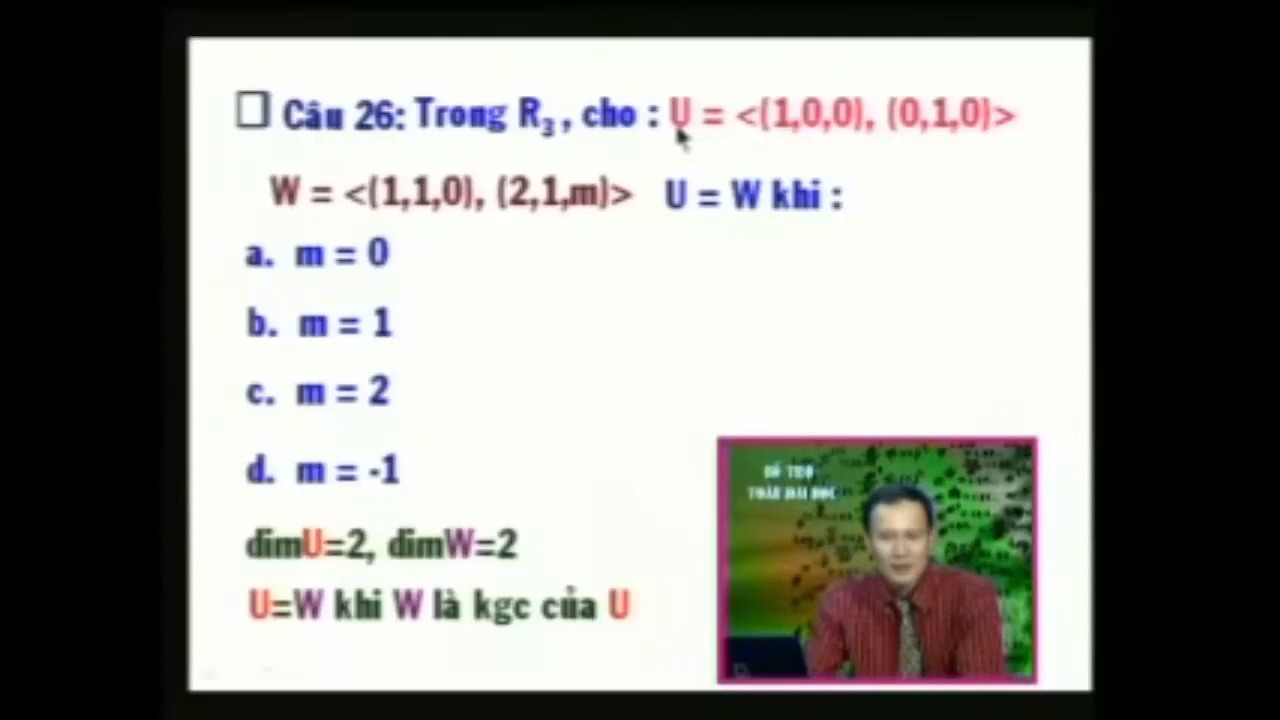 Câu 26: Trong R3, cho : U = <(1,0,0), (0,1,0)>
W = <(1,1,0), (2,1,m)> U = W khi :
a. m = 0
b. m = 1
c. m = 2
d. m = -1
dimU=2, dimW=2
U=W khi W là kgc của U